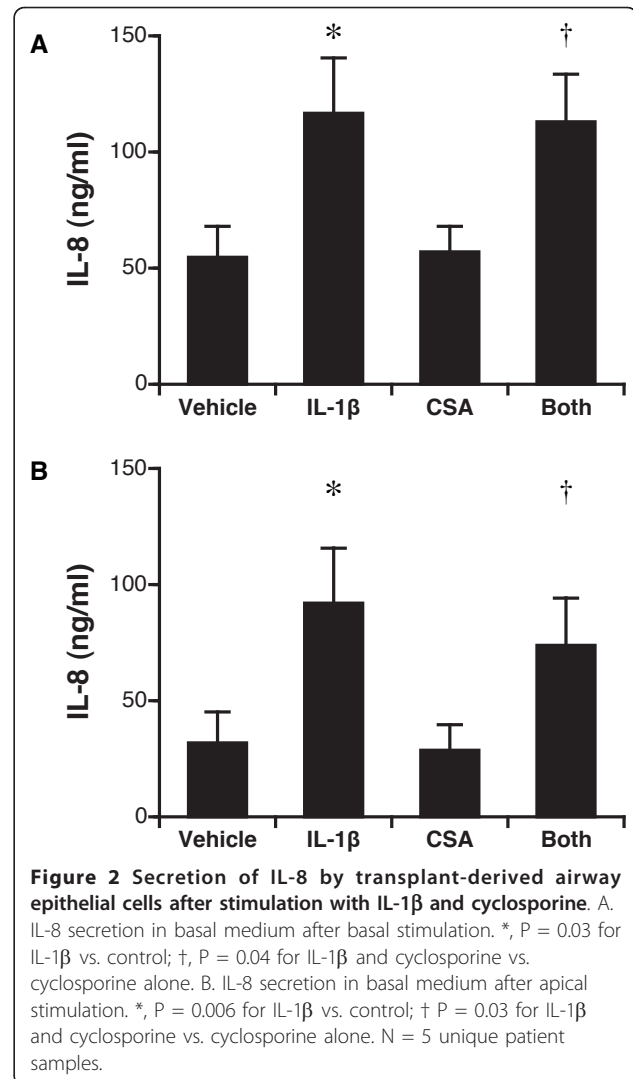 A
150
*
†
100
IL-8 (ng/ml)
50
0
Vehicle IL-1β CSA Both
B
150
*
†
100
IL-8 (ng/ml)
50
0
Vehicle IL-1β CSA Both
Figure 2 Secretion of IL-8 by transplant-derived airway
epithelial cells after stimulation with IL-1β and cyclosporine. A.
IL-8 secretion in basal medium after basal stimulation. *, P = 0.03 for
IL-1β vs. control; †, P = 0.04 for IL-1β and cyclosporine vs.
cyclosporine alone. B. IL-8 secretion in basal medium after apical
stimulation. *, P = 0.006 for IL-1β vs. control; † P = 0.03 for IL-1β
and cyclosporine vs. cyclosporine alone. N = 5 unique patient
samples.